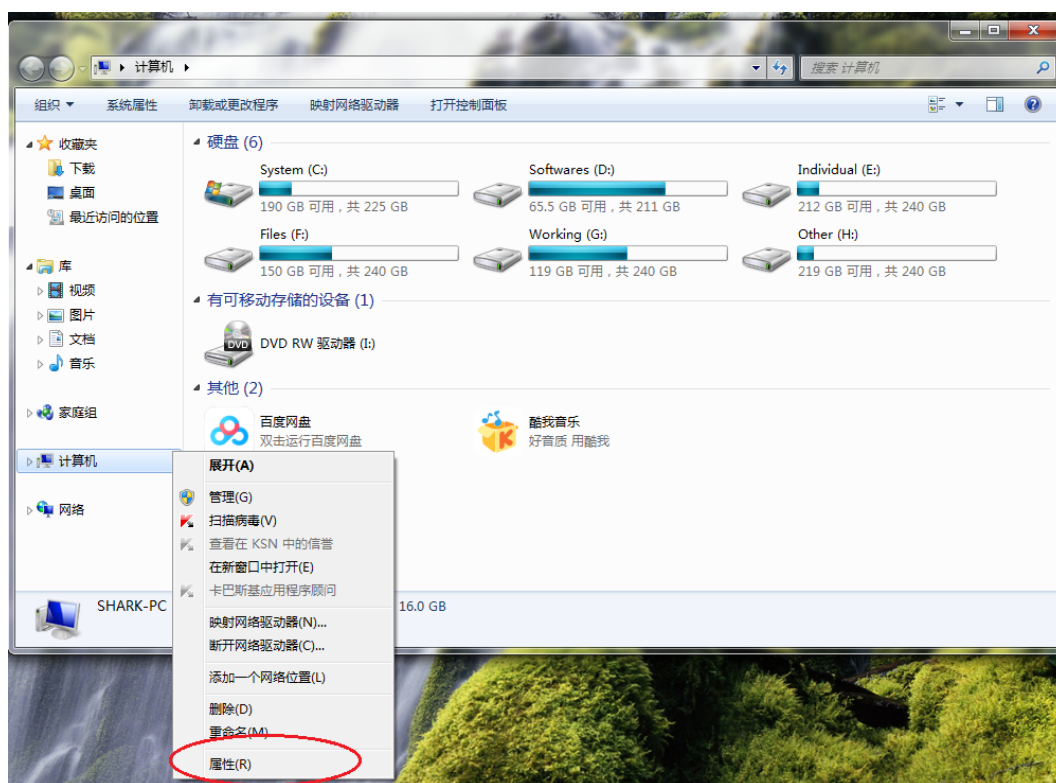 计算机
搜索 计算机
组织 系统属性 卸载或更改程序 映射网络驱动器 打开控制面板
收藏夹
下载
桌面
最近访问的位置
库
视频
图片
文档
音乐
家庭组
计算机
网络
硬盘 (6)
System (C:)
190 GB 可用，共 225 GB
Softwares (D:)
65.5 GB 可用，共 211 GB
Individual (E:)
212 GB 可用，共 240 GB
Files (F:)
150 GB 可用，共 240 GB
Working (G:)
119 GB 可用，共 240 GB
Other (H:)
219 GB 可用，共 240 GB
有可移动存储的设备 (1)
DVD
DVD RW 驱动器 (I:)
其他 (2)
百度网盘
双击运行百度网盘
K
酷我音乐
好音质 用酷我
展开(A)
管理(G)
扫描病毒(V)
查看在 KSN 中的信誉
在新窗口中打开(E)
卡巴斯基应用程序顾问
映射网络驱动器(N)...
断开网络驱动器(C)...
添加一个网络位置(L)
删除(D)
重命名(M)
属性(R)
SHARK-PC
16.0 GB